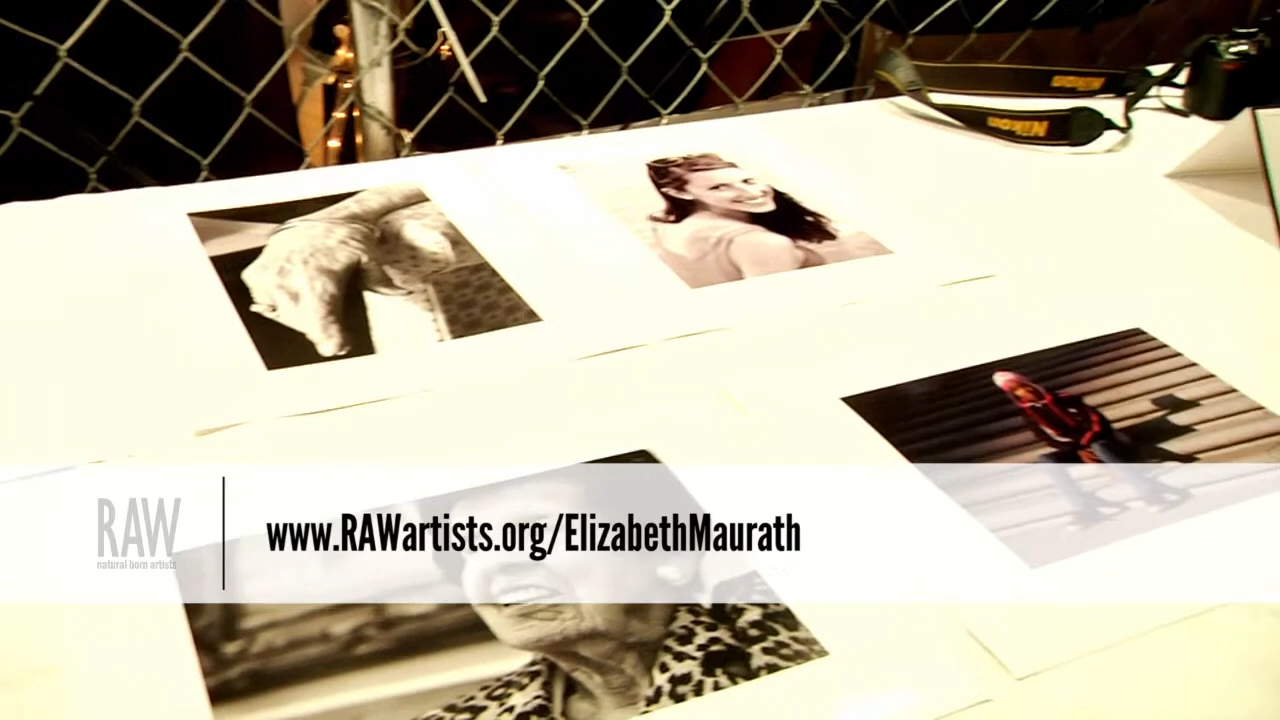 Nikon
Nikon
RAW
natural born artists
www.RAWartists.org/ElizabethMaurath